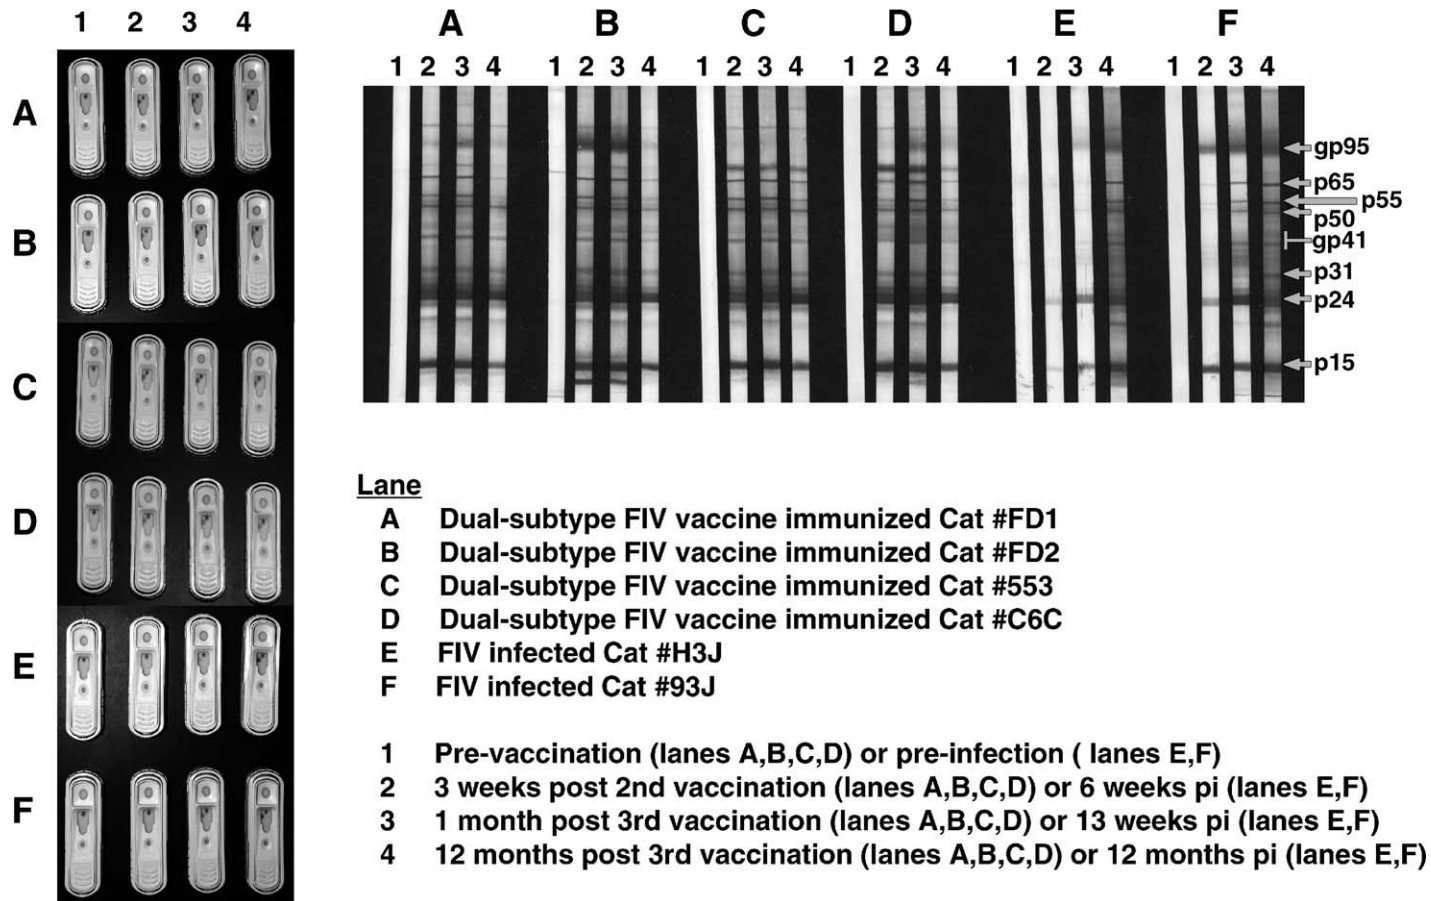 1 2 3 4
A
B
C
D
E
F
A B C D E F
1 2 3 4 1 2 3 4 1 2 3 4 1 2 3 4 1 2 3 4 1 2 3 4
gp95
p65
p55
p50
gp41
p31
p24
p15
Lane
A Dual-subtype FIV vaccine immunized Cat #FD1
B Dual-subtype FIV vaccine immunized Cat #FD2
C Dual-subtype FIV vaccine immunized Cat #553
D Dual-subtype FIV vaccine immunized Cat #C6C
E FIV infected Cat #H3J
F FIV infected Cat #93J
1 Pre-vaccination (lanes A,B,C,D) or pre-infection ( lanes E,F)
2 3 weeks post 2nd vaccination (lanes A,B,C,D) or 6 weeks pi (lanes E,F)
3 1 month post 3rd vaccination (lanes A,B,C,D) or 13 weeks pi (lanes E,F)
4 12 months post 3rd vaccination (lanes A,B,C,D) or 12 months pi (lanes E,F)